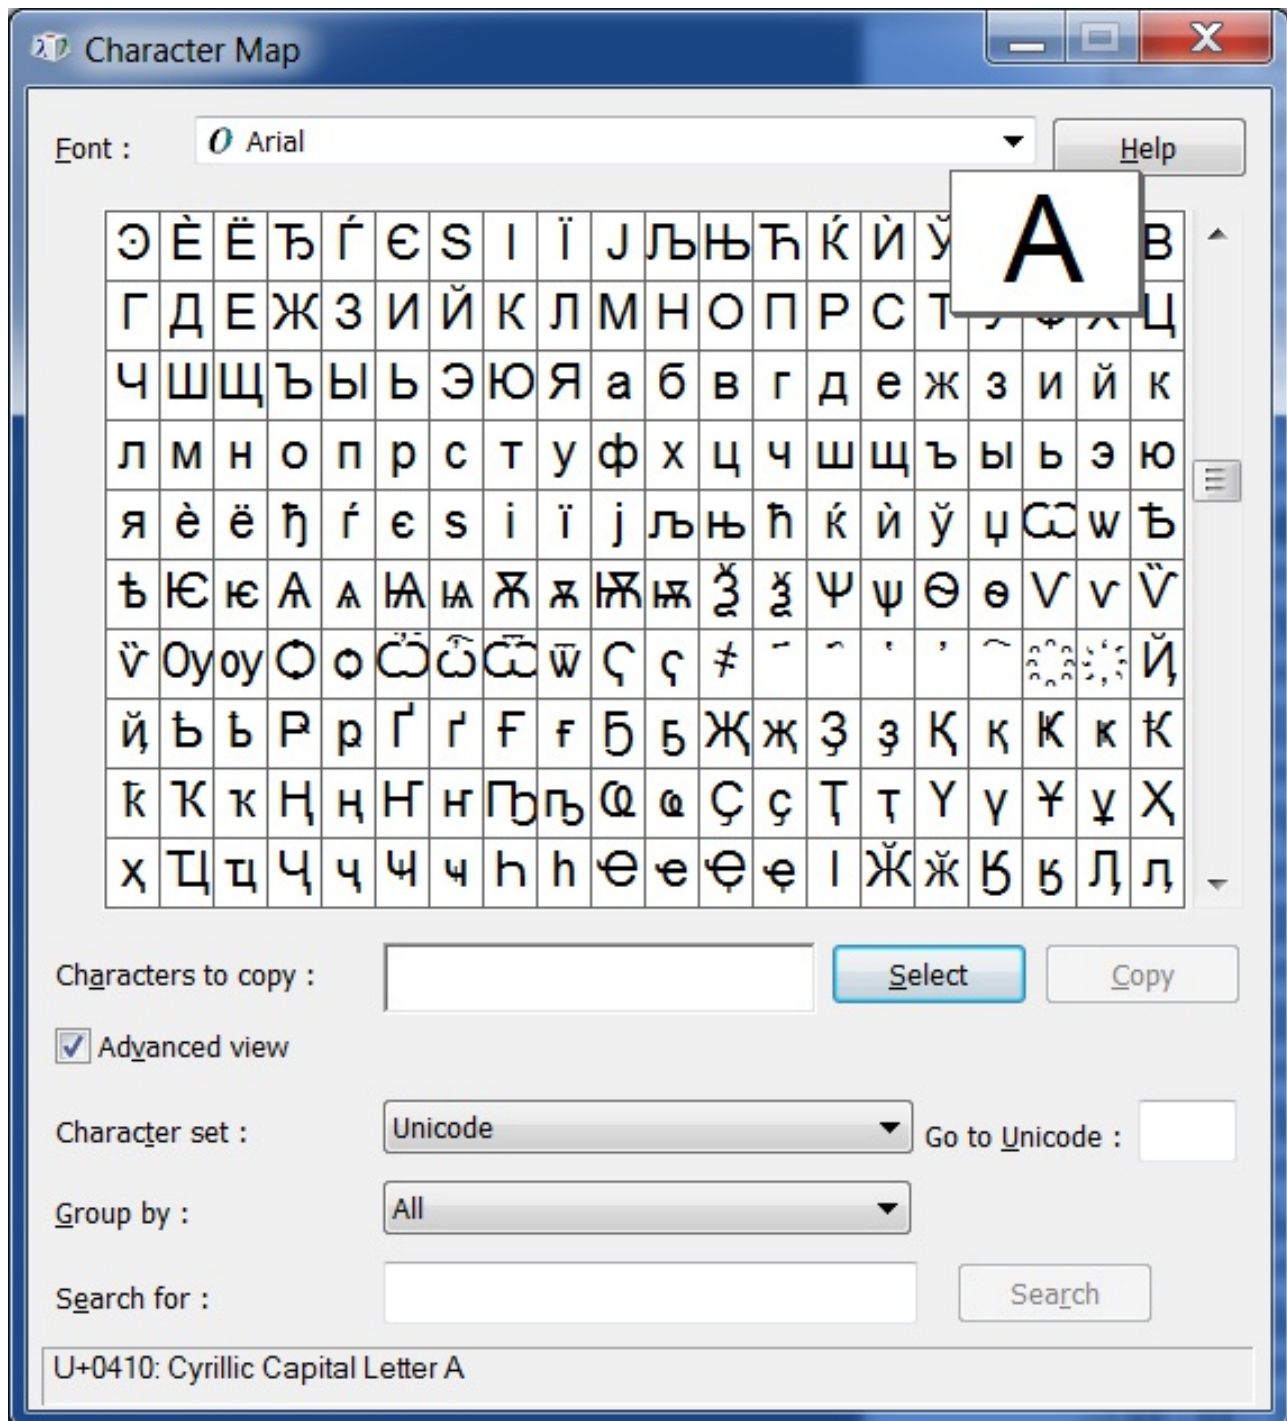 Character Map
Font : O Arial Help
А
Ͽ Ѐ Ё Ђ Ѓ Є Ѕ І Ї Ј Љ Њ Ћ Ќ Ѝ Ў В
Г Д Е Ж З И Й К Л М Н О П Р С Т У Ф Х Ц
Ч Ш Щ Ъ Ы Ь Э Ю Я а б в г д е ж з и й к
л м н о п р с т у ф х ц ч ш щ ъ ы ь э ю
я ѐ ё ђ ѓ є ѕ і ї ј љ њ ћ ќ ѝ ў џ Ѡ ѡ Ѣ
ѣ Ѥ ѥ Ѧ ѧ Ѩ ѩ Ѫ ѫ Ѭ ѭ Ѯ ѯ Ѱ ѱ Ѳ ѳ Ѵ ѵ Ѷ
ѷ Ѹ ѹ Ѻ ѻ Ѽ ѽ Ѿ ѿ Ҁ ҁ ҂ ҃ ҄ ҅ ҆ ҇ ҈ ҉ Ҋ
ҋ Ҍ ҍ Ҏ ҏ Ґ ґ Ғ ғ Ҕ ҕ Җ җ Ҙ ҙ Қ қ Ҝ ҝ Ҟ
ҟ Ҡ ҡ Ң ң Ҥ ҥ Ҧ ҧ Ҩ ҩ Ҫ ҫ Ҭ ҭ Ү ү Ұ ұ Ҳ
ҳ Ҵ ҵ Ҷ ҷ Ҹ ҹ Һ һ Ҽ ҽ Ҿ ҿ Ӏ Ӂ ӂ Ӄ ӄ Ӆ ӆ
Characters to copy : Select Copy
Advanced view
Character set : Unicode Go to Unicode :
Group by : All
Search for : Search
U+0410: Cyrillic Capital Letter A